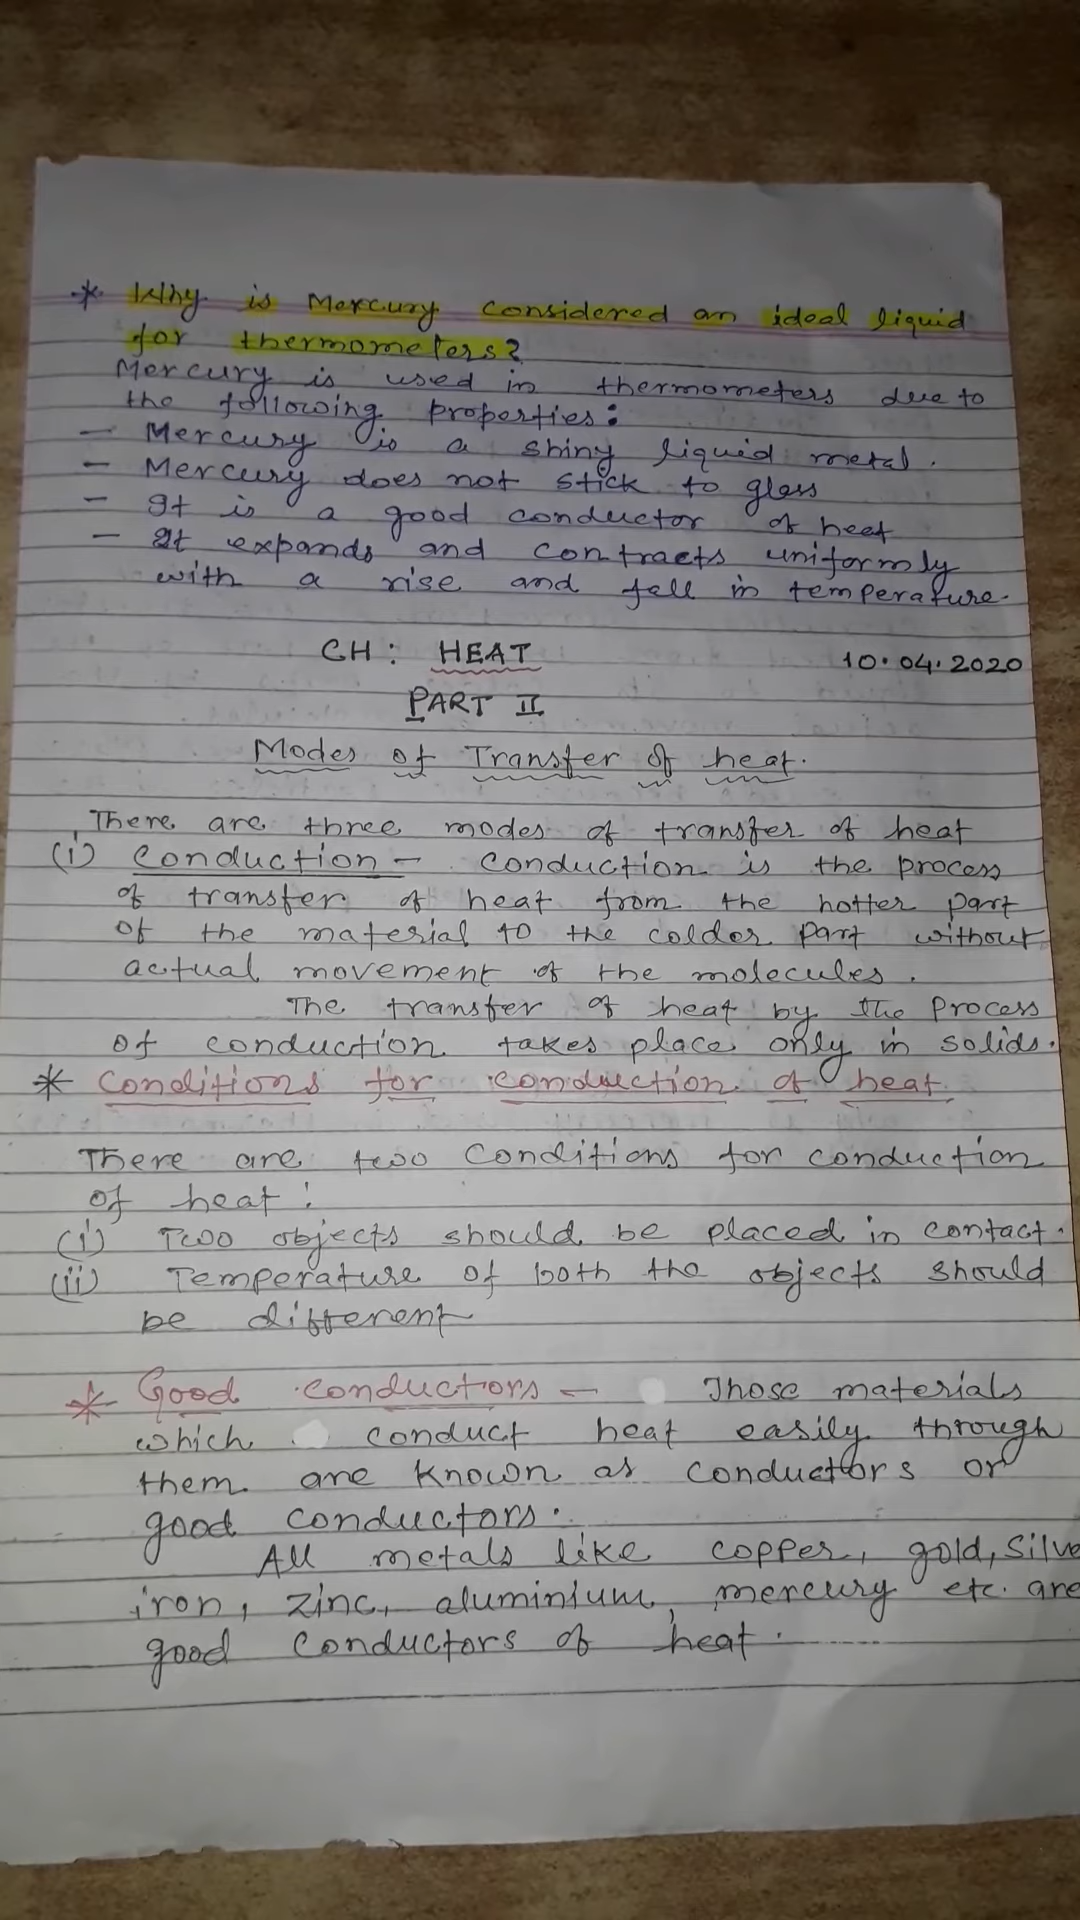 * Why is Mercury considered an ideal liquid
for thermometers?
Mercury is used in thermometers due to
the following properties:
- Mercury is a shiny liquid metal.
- Mercury does not stick to glass
- It is a good conductor of heat
- It expands and contracts uniformly
with a rise and fall in temperature.
CH: HEAT 10.04.2020
PART II
Modes of Transfer of heat.
There are three modes of transfer of heat
(i) Conduction - Conduction is the process
of transfer of heat from the hotter part
of the material to the colder part without
actual movement of the molecules.
The transfer of heat by the process
of conduction takes place only in solids.
* Conditions for conduction of heat.
There are two conditions for conduction
of heat:
(i) Two objects should be placed in contact.
(ii) Temperature of both the objects should
be different
* Good conductors - Those materials
which conduct heat easily through
them are known as conductors or
good conductors.
All metals like copper, gold, silve
iron, zinc, aluminium, mercury etc. are
good conductors of heat.